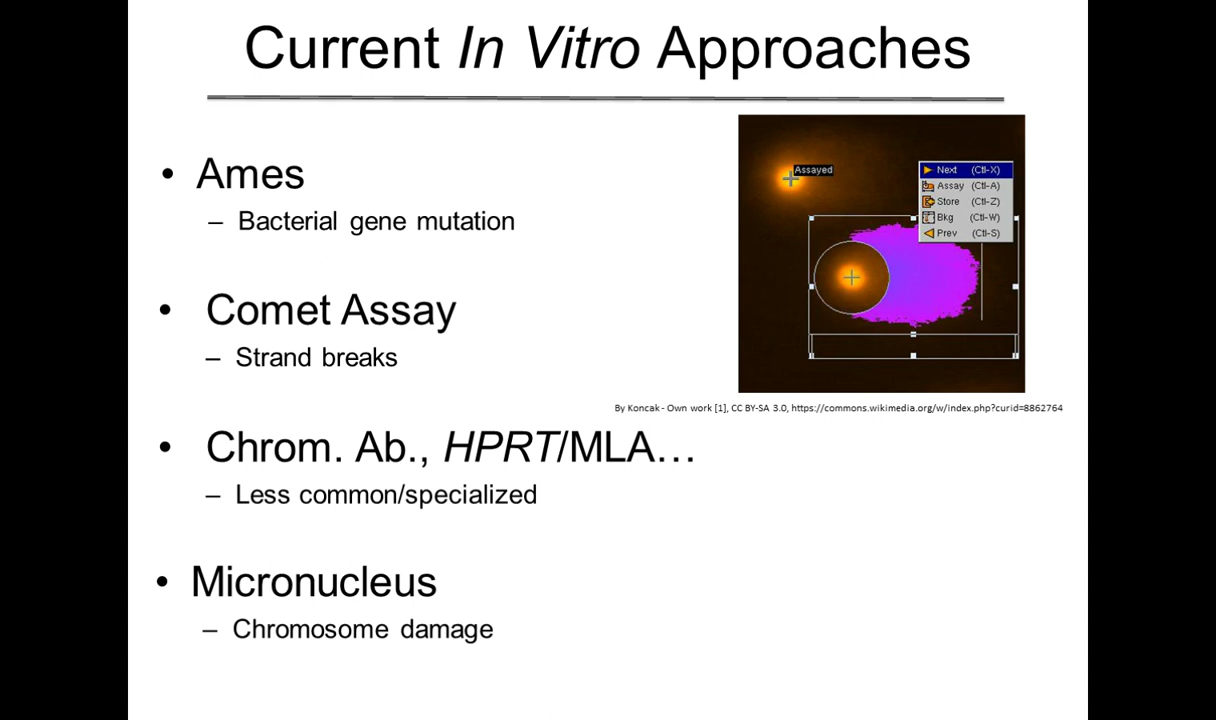 Current In Vitro Approaches
• Ames
– Bacterial gene mutation
• Comet Assay
– Strand breaks
• Chrom. Ab., HPRT/MLA…
– Less common/specialized
• Micronucleus
– Chromosome damage
Assayed
Next (Ctl-X)
Assay (Ctl-A)
Store (Ctl-Z)
Bkg (Ctl-W)
Prev (Ctl-S)
By Koncak - Own work [1], CC BY-SA 3.0, https://commons.wikimedia.org/w/index.php?curid=8862764